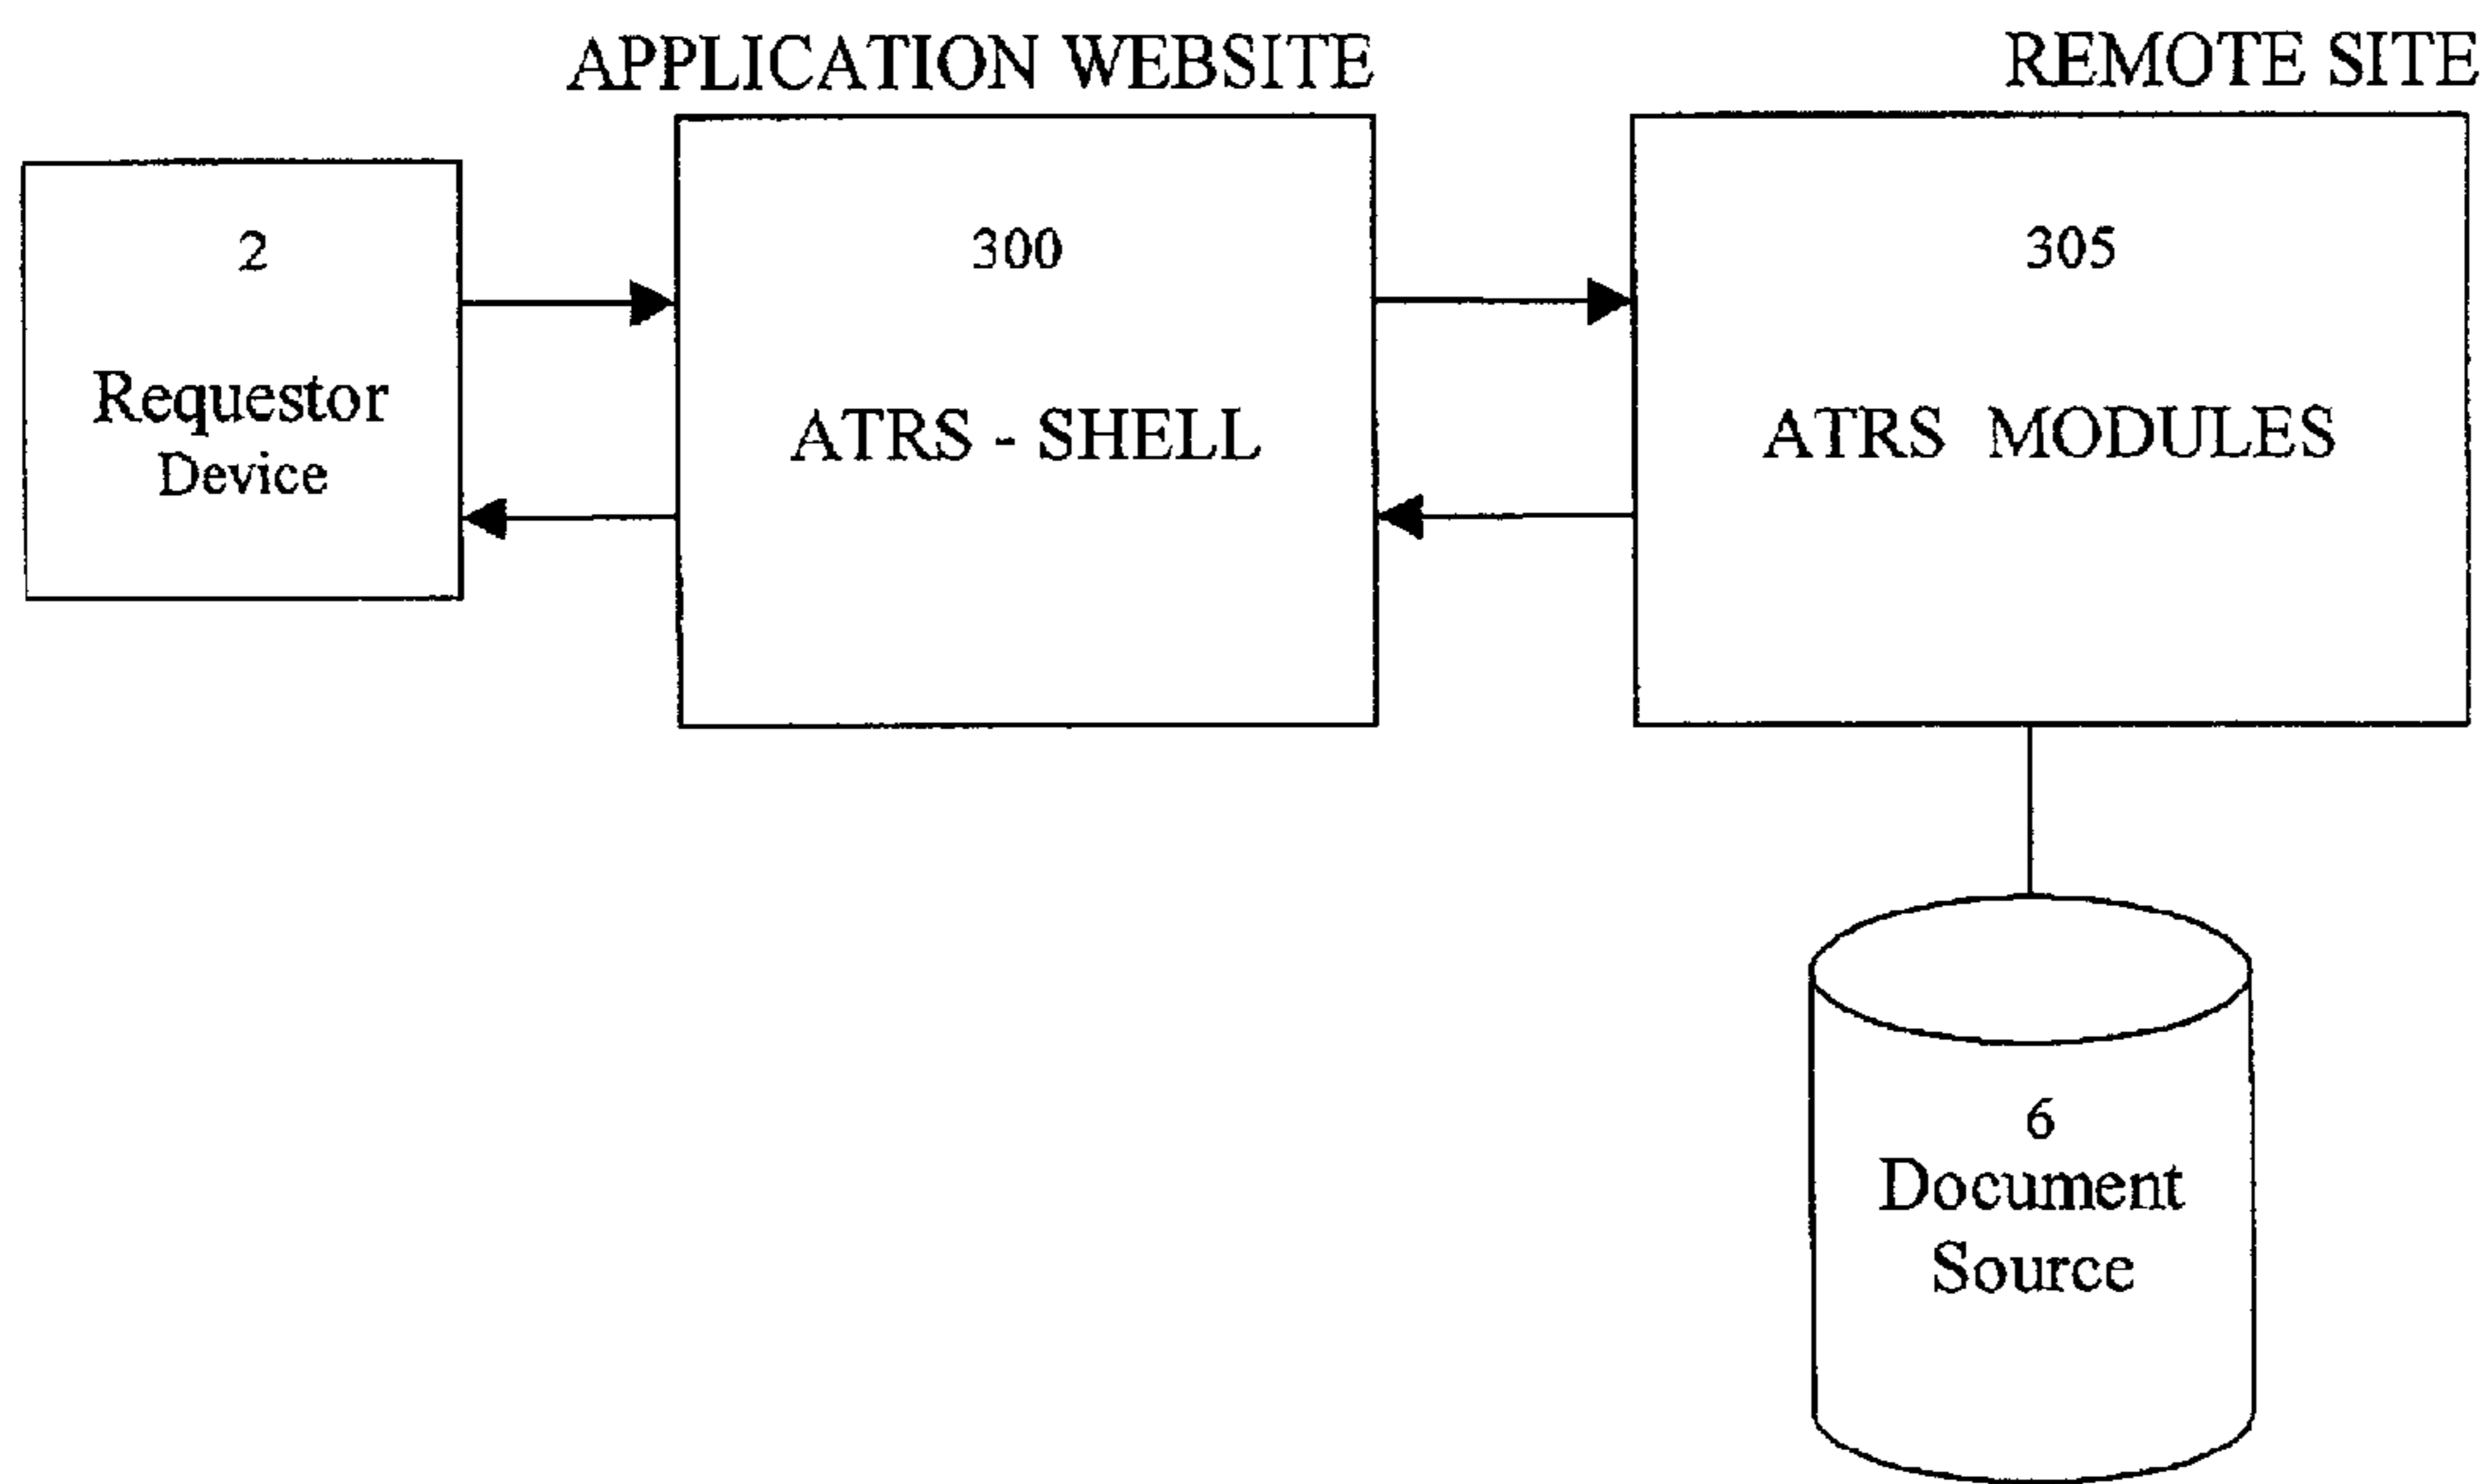 APPLICATION WEBSITE
REMOTE SITE
2
Requestor
Device
300
ATRS - SHELL
305
ATRS MODULES
6
Document
Source